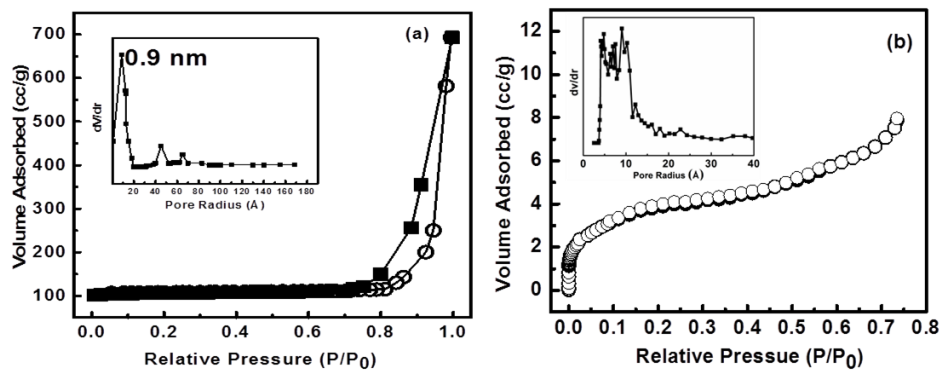 (a)
0.9 nm
dv/dr
0 20 40 60 80 100 120 140 160 180
Pore Radius (Å)
Volume Adsorbed (cc/g)
700
600
500
400
300
200
100
0.0 0.2 0.4 0.6 0.8 1.0
Relative Pressure (P/P0)
(b)
dv/dr
0 10 20 30 40
Pore Radius (Å)
Volume Adsorbed (cc/g)
12
10
8
6
4
2
0
0.0 0.1 0.2 0.3 0.4 0.5 0.6 0.7 0.8
Relative Pressue (P/P0)